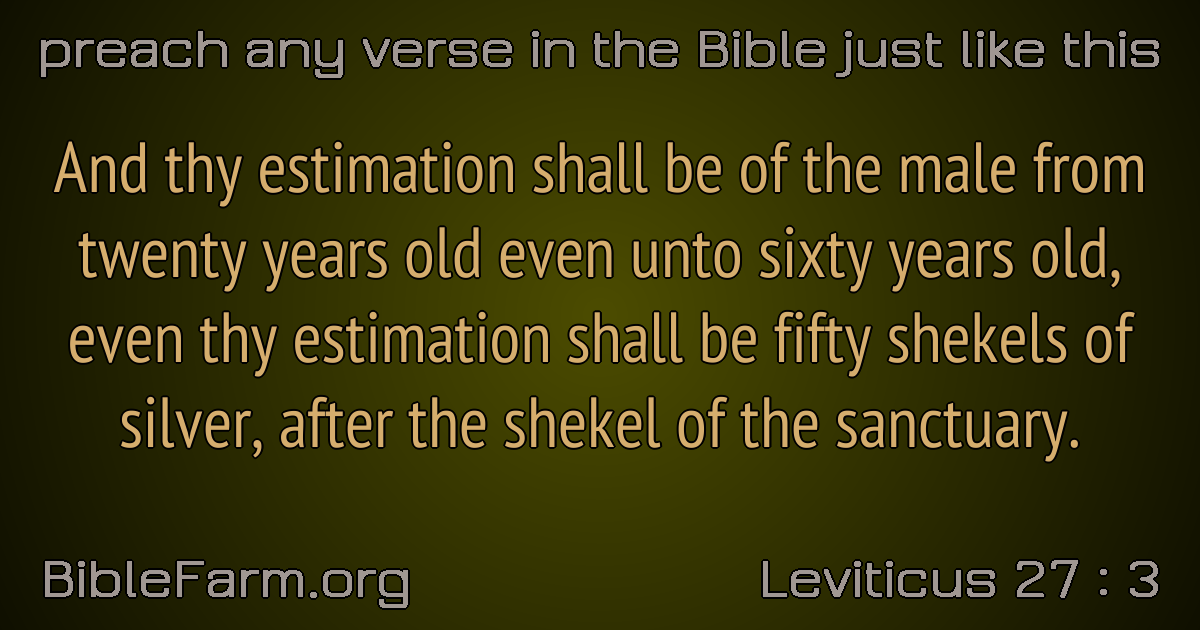 preach any verse in the Bible just like this
And thy estimation shall be of the male from
twenty years old even unto sixty years old,
even thy estimation shall be fifty shekels of
silver, after the shekel of the sanctuary.
BibleFarm.org
Leviticus 27 : 3